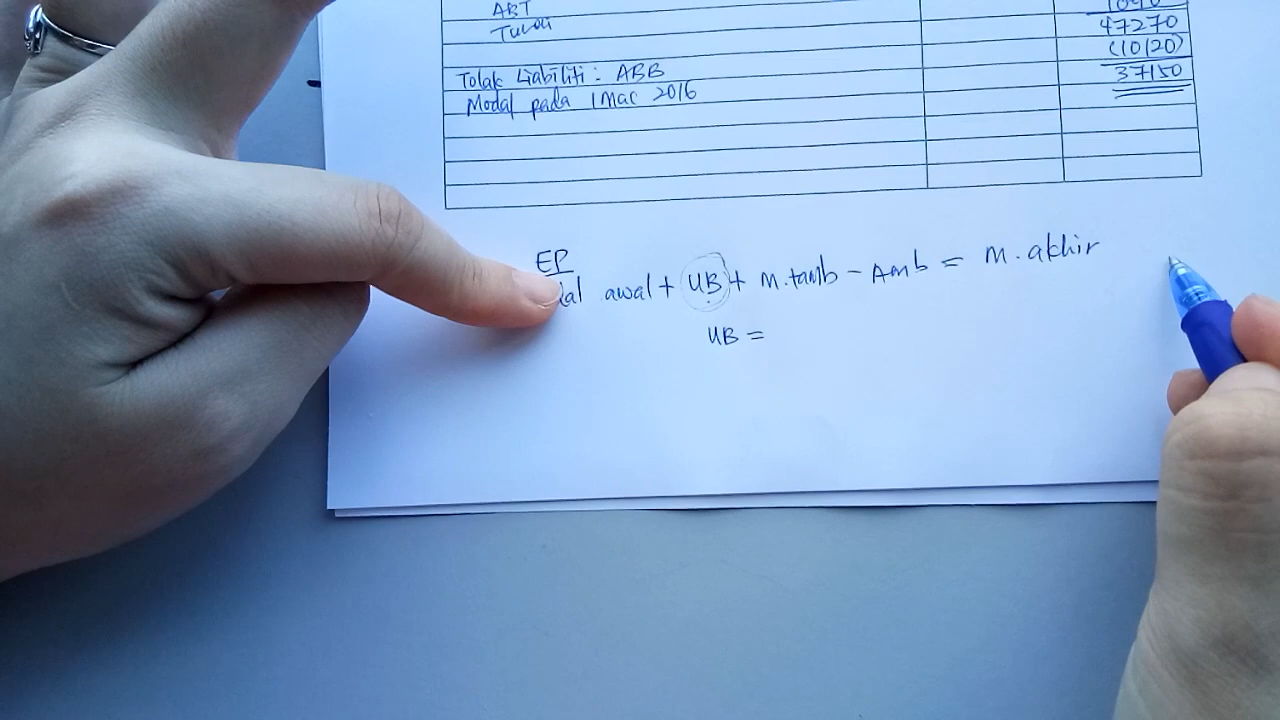 ABT
Tunai 47270
(10120)
Tolak Liabiliti: ABB 37150
Modal pada 1 Mac 2016
EP
al awal + UB + M.tamb - Amb = M.akhir
UB =